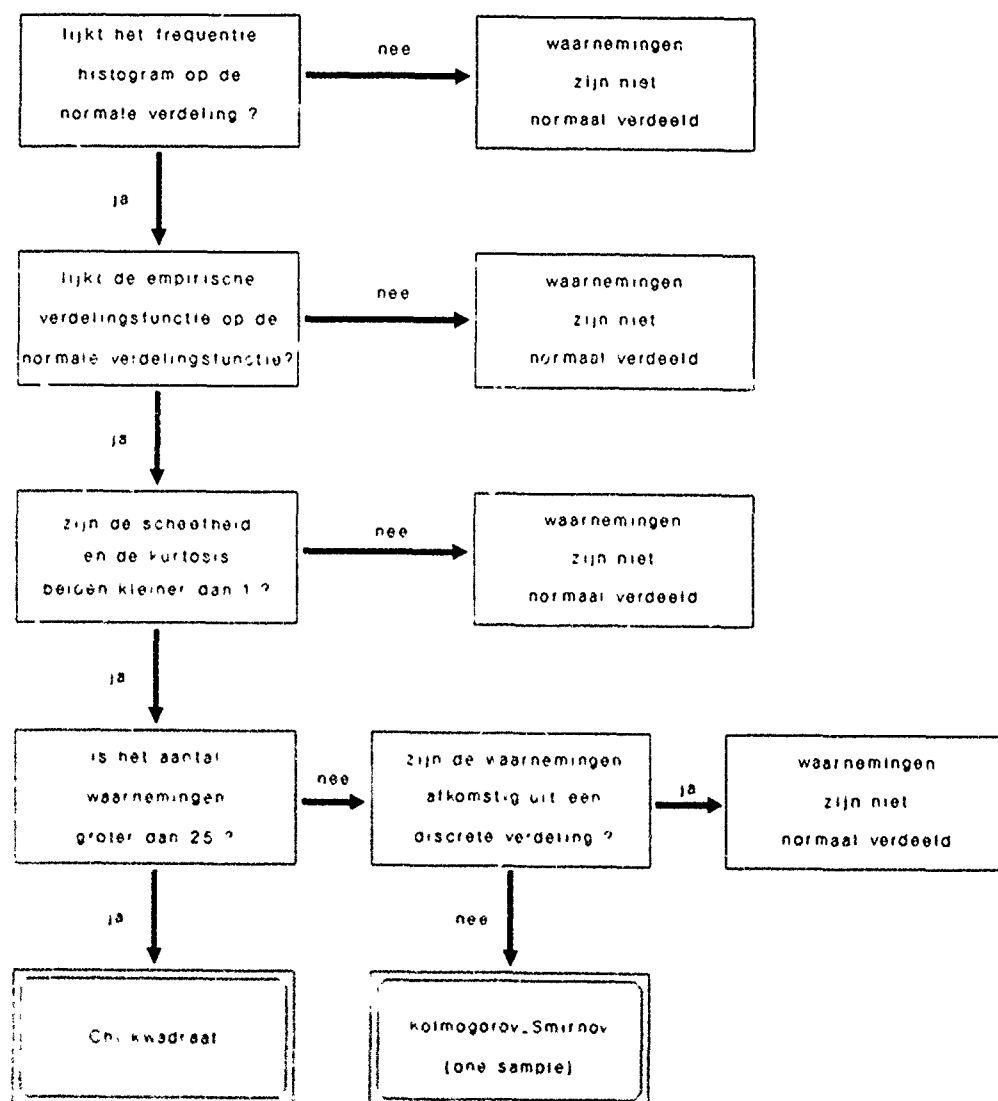 lijkt het frequentie
histogram op de
normale verdeling ?
nee
waarnemingen
zijn niet
normaal verdeeld
ja
lijkt de empirische
verdelingsfunctie op de
normale verdelingsfunctie?
nee
waarnemingen
zijn niet
normaal verdeeld
ja
zijn de scheefheid
en de kurtosis
beiden kleiner dan 1 ?
nee
waarnemingen
zijn niet
normaal verdeeld
ja
is het aantal
waarnemingen
groter dan 25 ?
nee
zijn de waarnemingen
afkomstig uit een
discrete verdeling ?
ja
waarnemingen
zijn niet
normaal verdeeld
ja
nee
Chi kwadraat
Kolmogorov_Smirnov
(one sample)